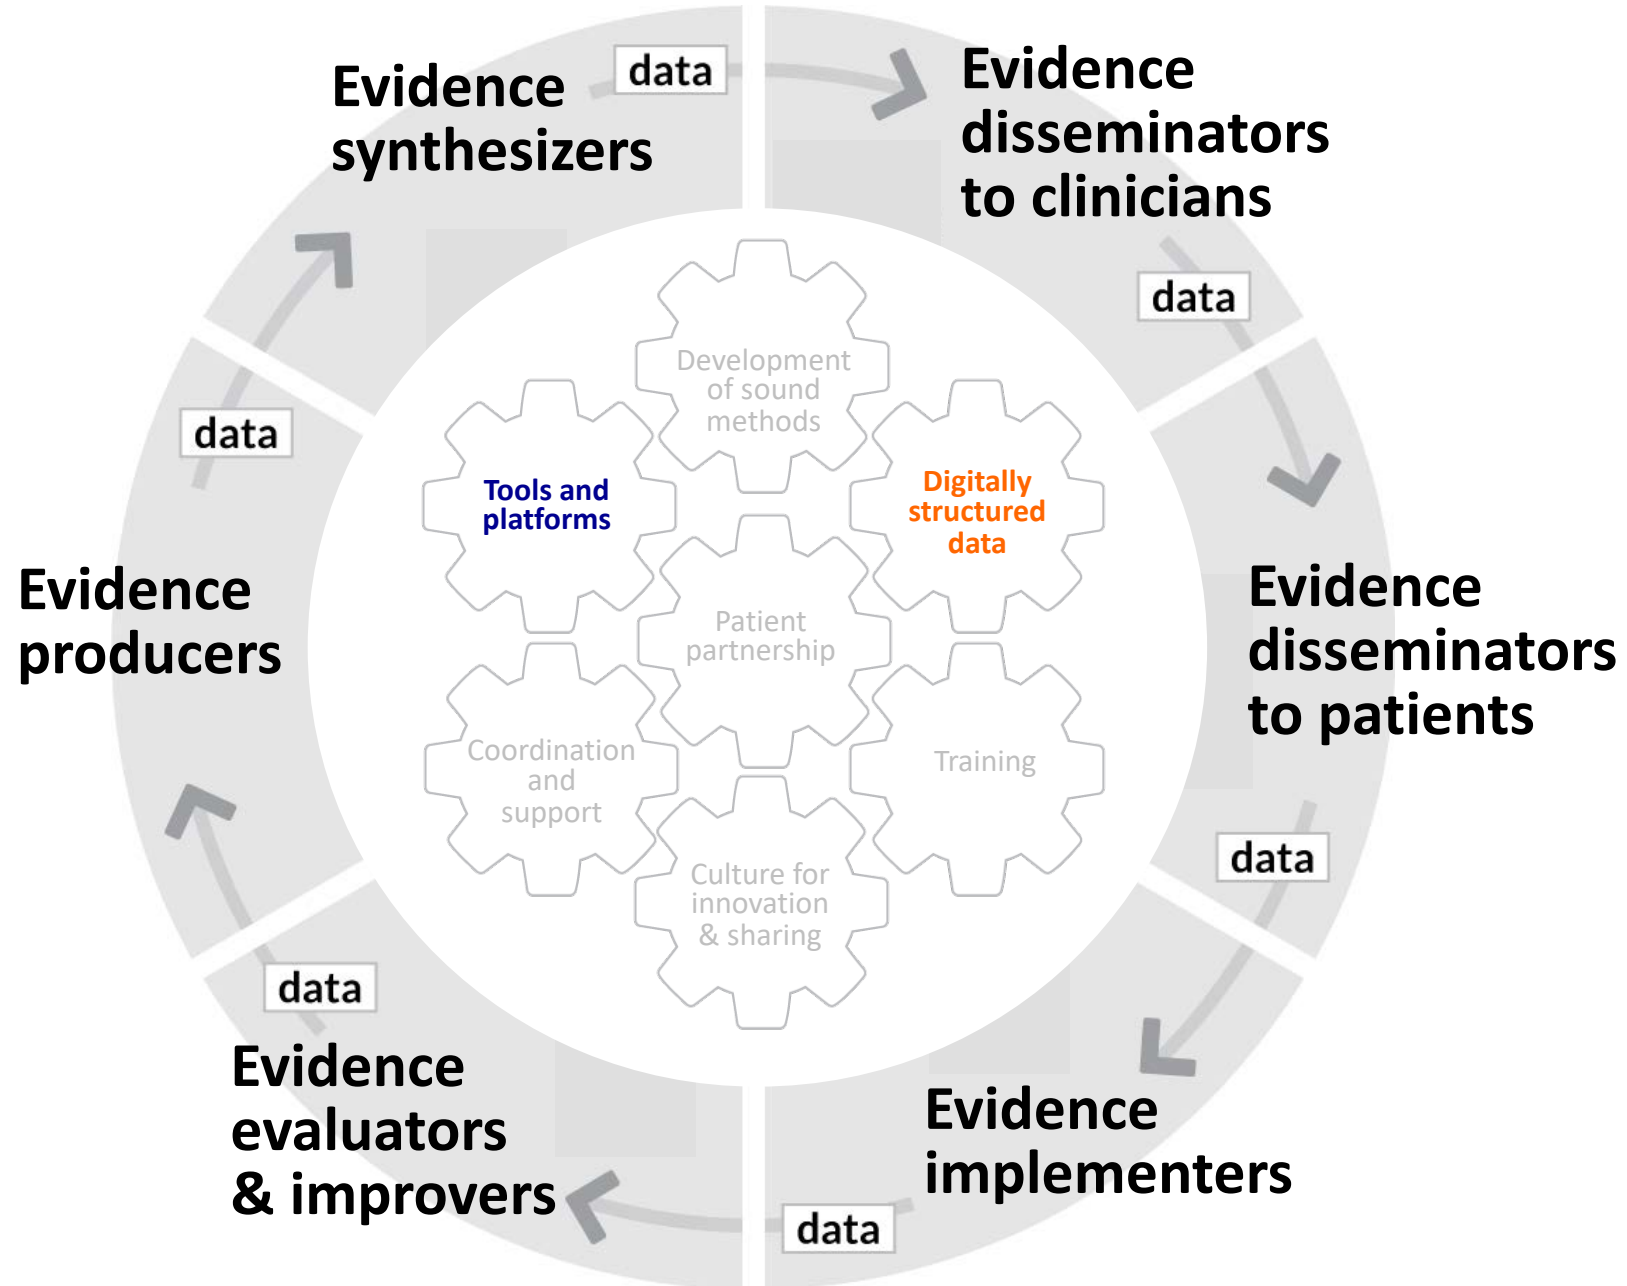 Evidence
synthesizers
data
Evidence
disseminators
to clinicians
data
Evidence
disseminators
to patients
data
Evidence
implementers
data
Evidence
evaluators
& improvers
data
Evidence
producers
data
Development
of sound
methods
Tools and
platforms
Digitally
structured
data
Patient
partnership
Coordination
and
support
Training
Culture for
innovation
& sharing